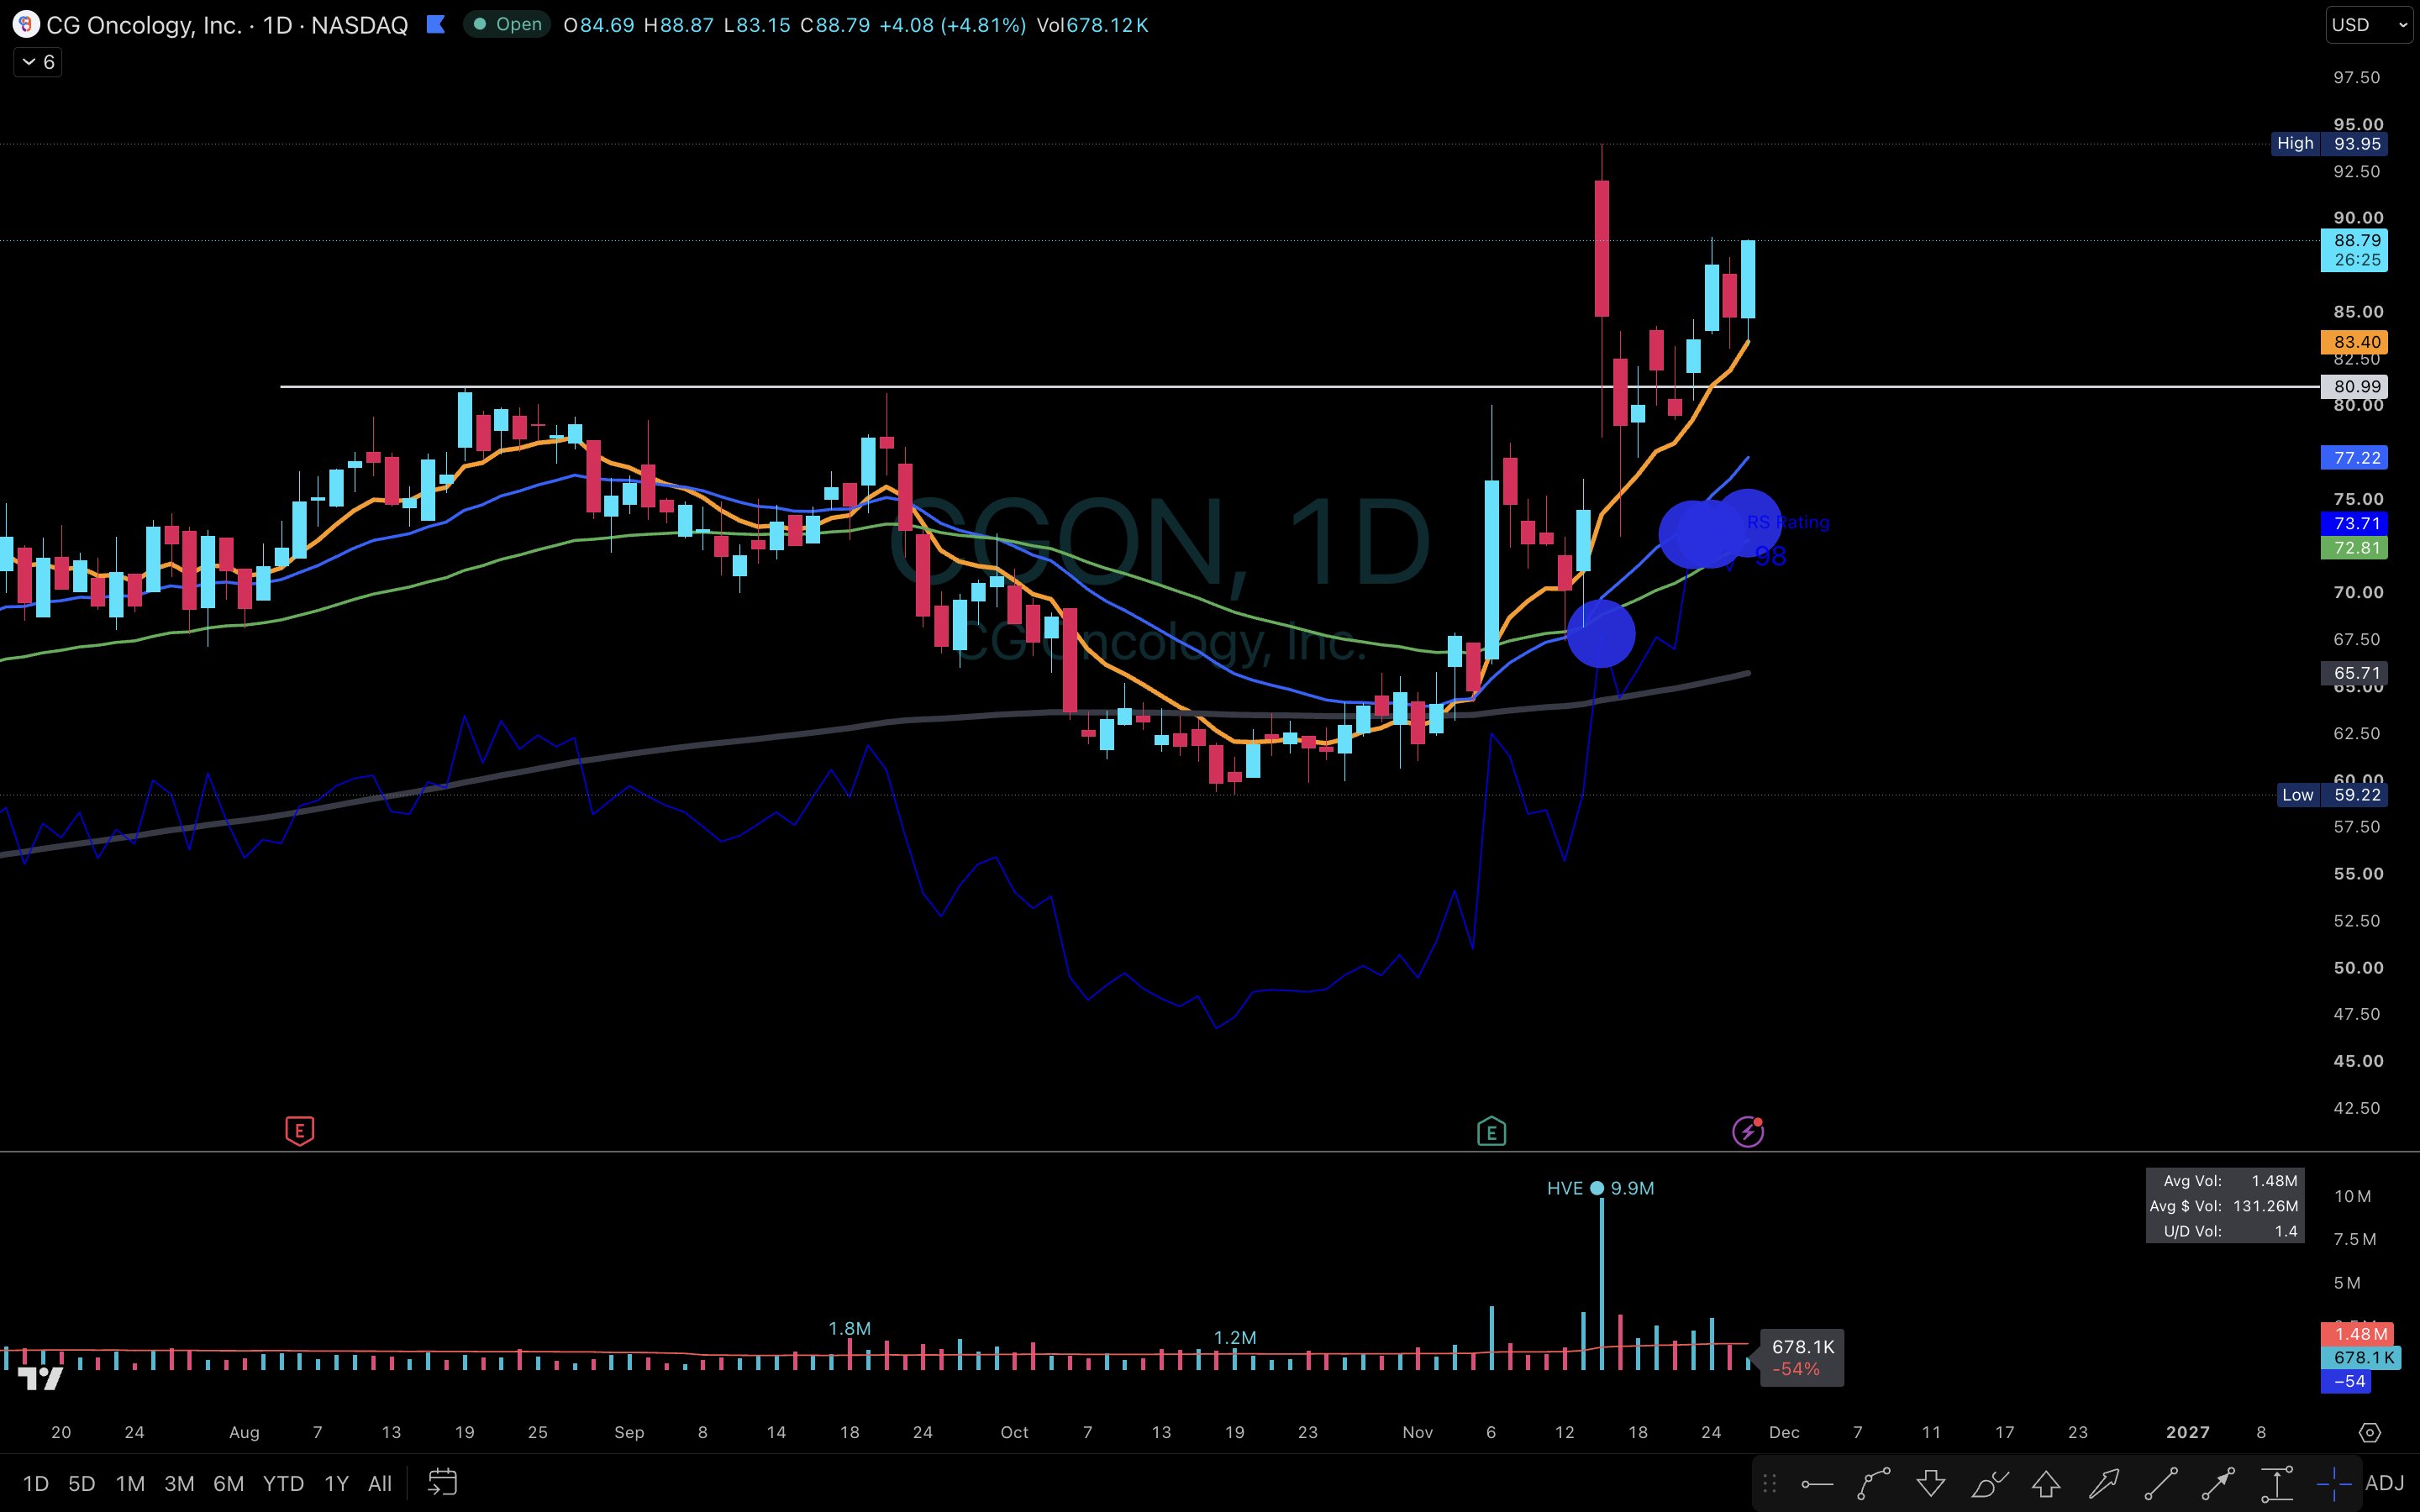 CG Oncology, Inc. · 1D · NASDAQ Open O84.69 H88.87 L83.15 C88.79 +4.08 (+4.81%) Vol678.12 K
USD
6
97.50
95.00
High 93.95
92.50
90.00
88.79
26:25
85.00
83.40
82.50
80.99
80.00
77.22
75.00
73.71
72.81
70.00
67.50
65.71
65.00
62.50
60.00
Low 59.22
57.50
55.00
52.50
50.00
47.50
45.00
42.50
CGON, 1D
CG Oncology, Inc.
RS Rating
98
E
E
HVE 9.9M
1.8M
1.2M
Avg Vol: 1.48M
Avg $ Vol: 131.26M
U/D Vol: 1.4
678.1K
-54%
10 M
7.5 M
5 M
1.48 M
678.1 K
−54
20 24 Aug 7 13 19 25 Sep 8 14 18 24 Oct 7 13 19 23 Nov 6 12 18 24 Dec 7 11 17 23 2027 8
1D 5D 1M 3M 6M YTD 1Y All
ADJ